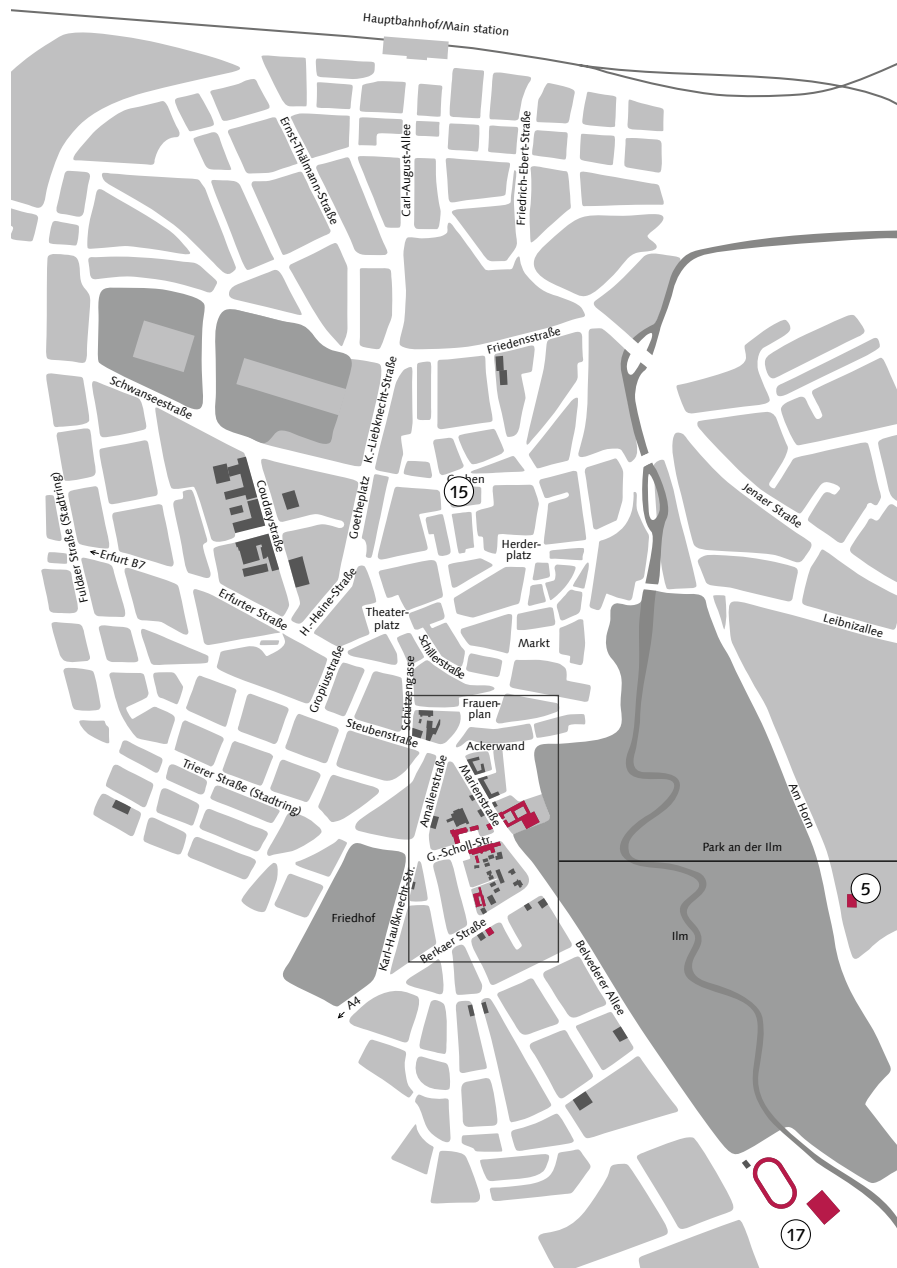 Hauptbahnhof/Main station
Ernst-Thälmann-Straße
Carl-August-Allee
Friedrich-Ebert-Straße
Friedensstraße
Schwanseestraße
K.-Liebknecht-Straße
15
Goetheplatz
Coudraystraße
Jenaer Straße
Fuldaer Straße (Stadtring)
Erfurt B7
Herder-
platz
Erfurter Straße
H.-Heine-Straße
Theater-
platz
Schillerstraße
Markt
Leibnizallee
Gropiusstraße
Schützengasse
Frauen-
plan
Steubenstraße
Ackerwand
Trierer Straße (Stadtring)
Amalienstraße
Marienstraße
Am Horn
G.-Scholl-Str.
Park an der Ilm
5
Friedhof
Karl-Haußknecht-Str.
Berkaer Straße
Ilm
Belvederer Allee
A4
17